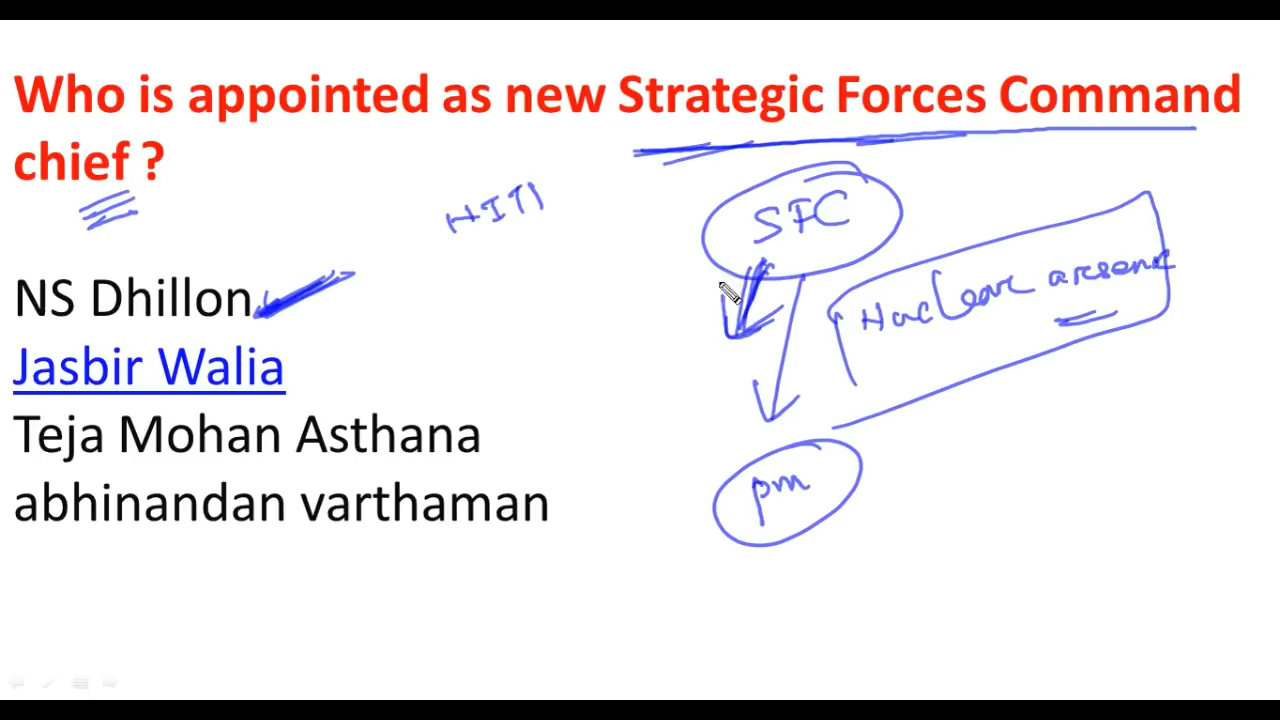 Who is appointed as new Strategic Forces Command
chief ?
NITI
SFC
NS Dhillon
Nuclear arsenal
Jasbir Walia
Teja Mohan Asthana
pm
abhinandan varthaman